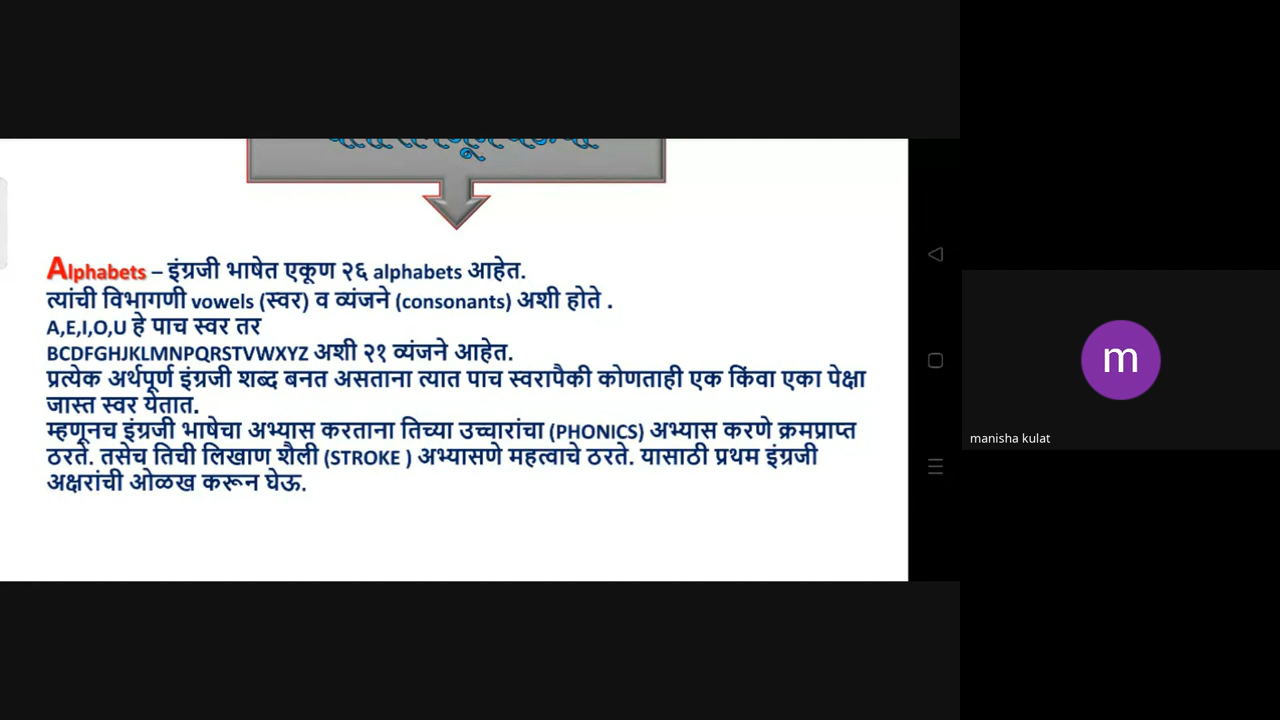 Alphabets – इंग्रजी भाषेत एकूण २६ alphabets आहेत.
त्यांची विभागणी vowels (स्वर) व व्यंजने (consonants) अशी होते .
A,E,I,O,U हे पाच स्वर तर
BCDFGHJKLMNPQRSTVWXYZ अशी २१ व्यंजने आहेत.
प्रत्येक अर्थपूर्ण इंग्रजी शब्द बनत असताना त्यात पाच स्वरापैकी कोणताही एक किंवा एका पेक्षा
जास्त स्वर येतात.
म्हणूनच इंग्रजी भाषेचा अभ्यास करताना तिच्या उच्चारांचा (PHONICS) अभ्यास करणे क्रमप्राप्त
ठरते. तसेच तिची लिखाण शैली (STROKE ) अभ्यासणे महत्वाचे ठरते. यासाठी प्रथम इंग्रजी
अक्षरांची ओळख करून घेऊ.
m
manisha kulat